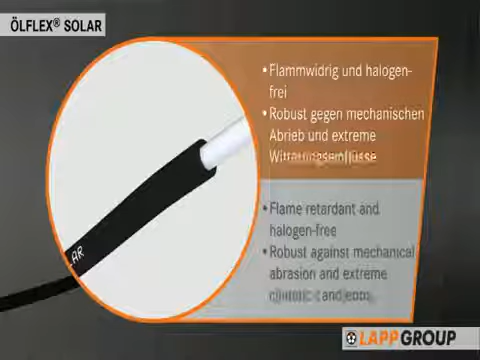 ÖLFLEX® SOLAR
• Flammwidrig und halogen-
frei
• Robust gegen mechanischen
Abrieb und extreme
• Flame retardant and
halogen-free
• Robust against mechanical
abrasion and extreme
AR
LAPP GROUP